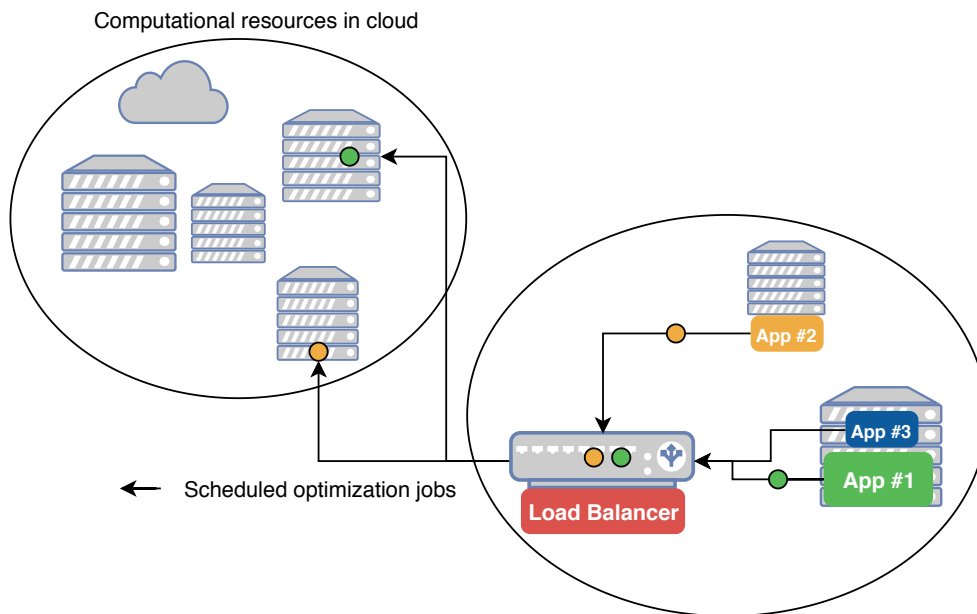 Computational resources in cloud
App #2
App #3
App #1
Load Balancer
Scheduled optimization jobs